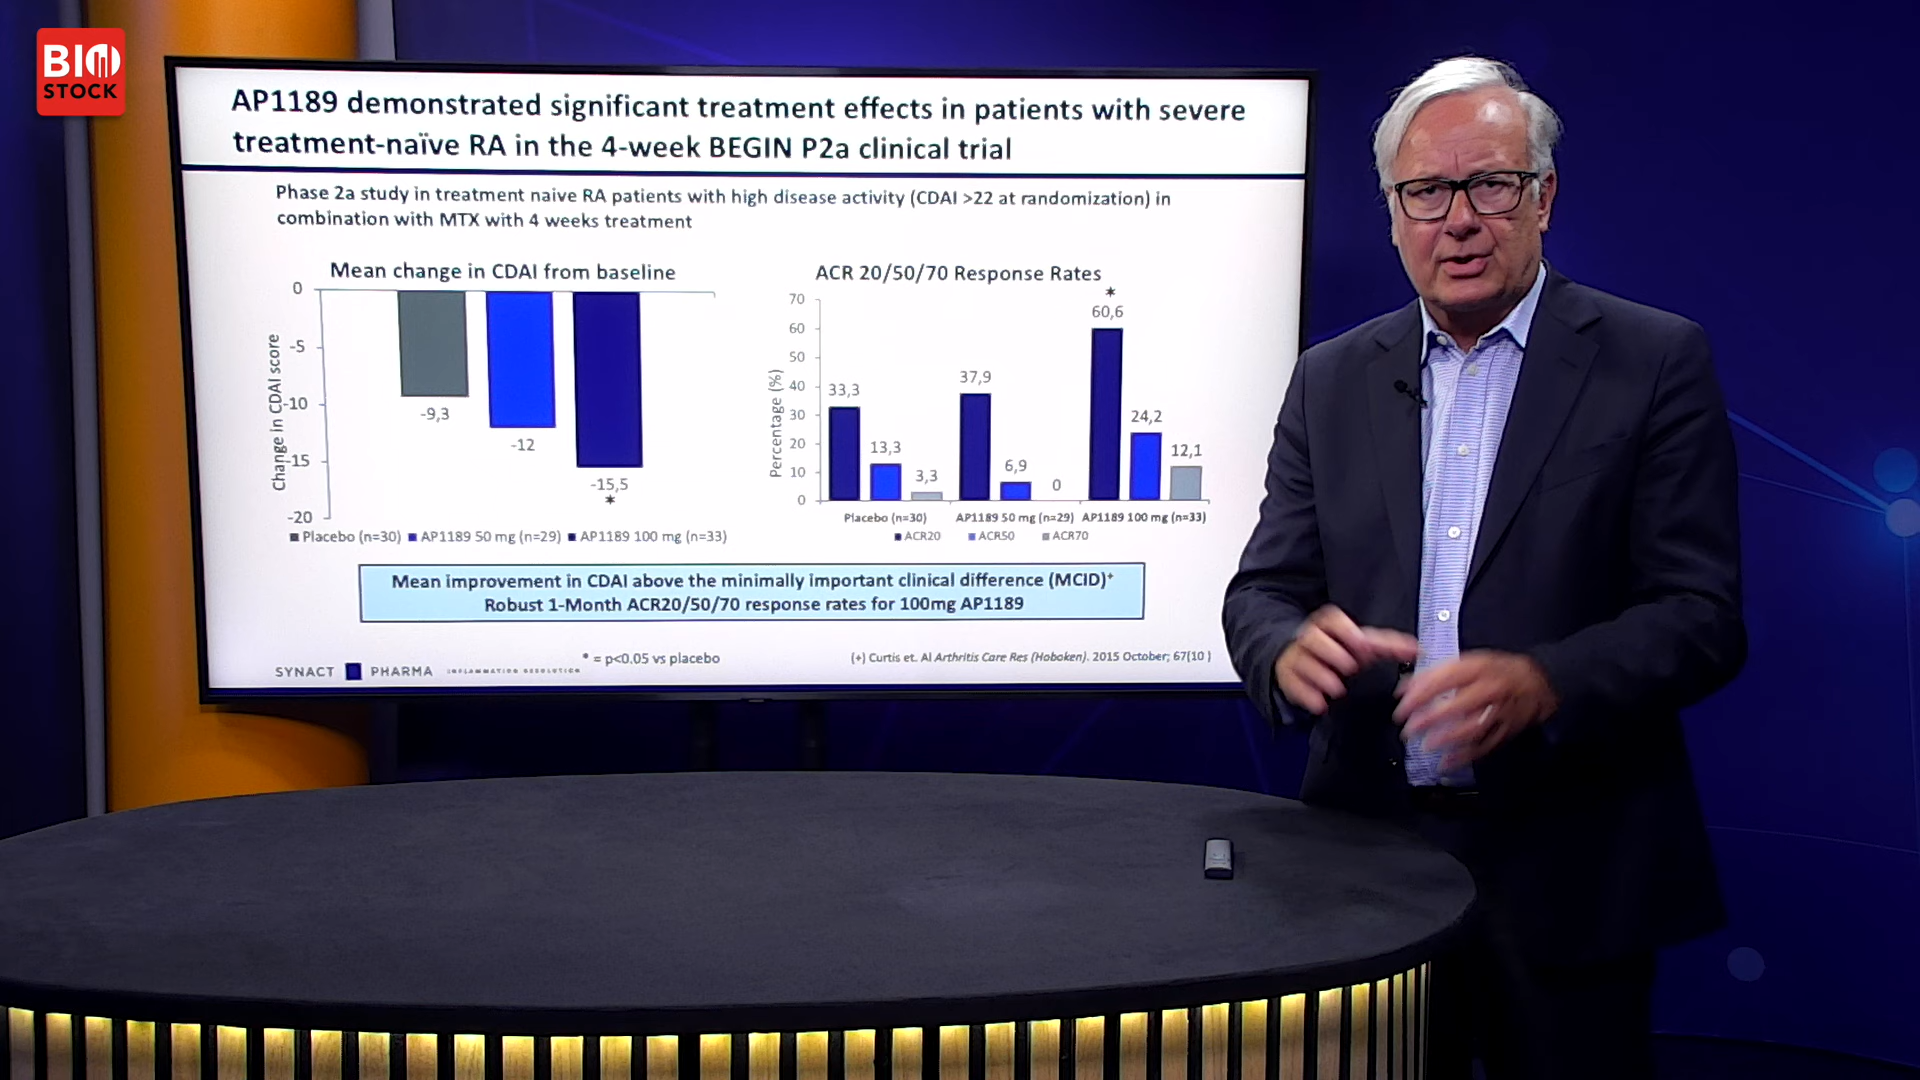 BIO
STOCK
AP1189 demonstrated significant treatment effects in patients with severe
treatment-naïve RA in the 4-week BEGIN P2a clinical trial
Phase 2a study in treatment naive RA patients with high disease activity (CDAI >22 at randomization) in
combination with MTX with 4 weeks treatment
Mean change in CDAI from baseline
Change in CDAI score
0
-5
-10
-15
-20
-9,3
-12
-15,5
*
Placebo (n=30) AP1189 50 mg (n=29) AP1189 100 mg (n=33)
ACR 20/50/70 Response Rates
Percentage (%)
70
60
50
40
30
20
10
0
33,3
13,3
3,3
37,9
6,9
0
*
60,6
24,2
12,1
Placebo (n=30) AP1189 50 mg (n=29) AP1189 100 mg (n=33)
ACR20 ACR50 ACR70
Mean improvement in CDAI above the minimally important clinical difference (MCID)+
Robust 1-Month ACR20/50/70 response rates for 100mg AP1189
* = p<0.05 vs placebo
(+) Curtis et. Al Arthritis Care Res (Hoboken). 2015 October; 67(10 )
SYNACT PHARMA INFLAMMATION RESOLUTION